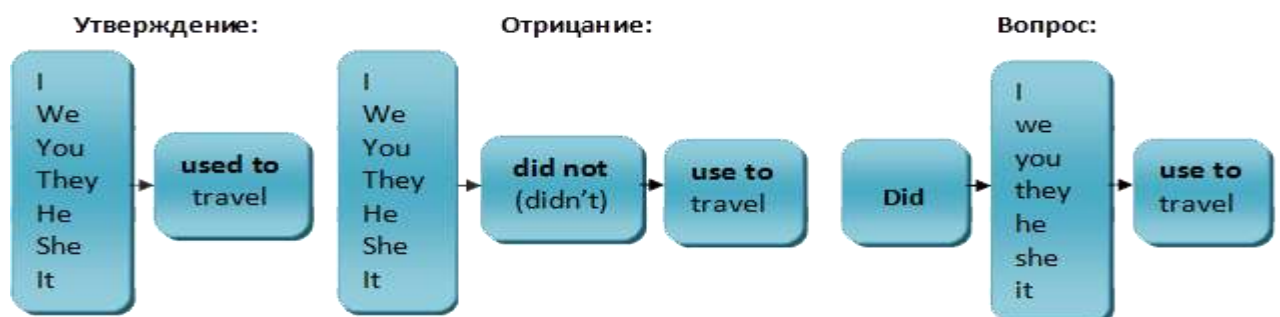 Утверждение:
I
We
You
They
He
She
It
used to
travel
Отрицание:
I
We
You
They
He
She
It
did not
(didn't)
use to
travel
Вопрос:
Did
I
we
you
they
he
she
it
use to
travel